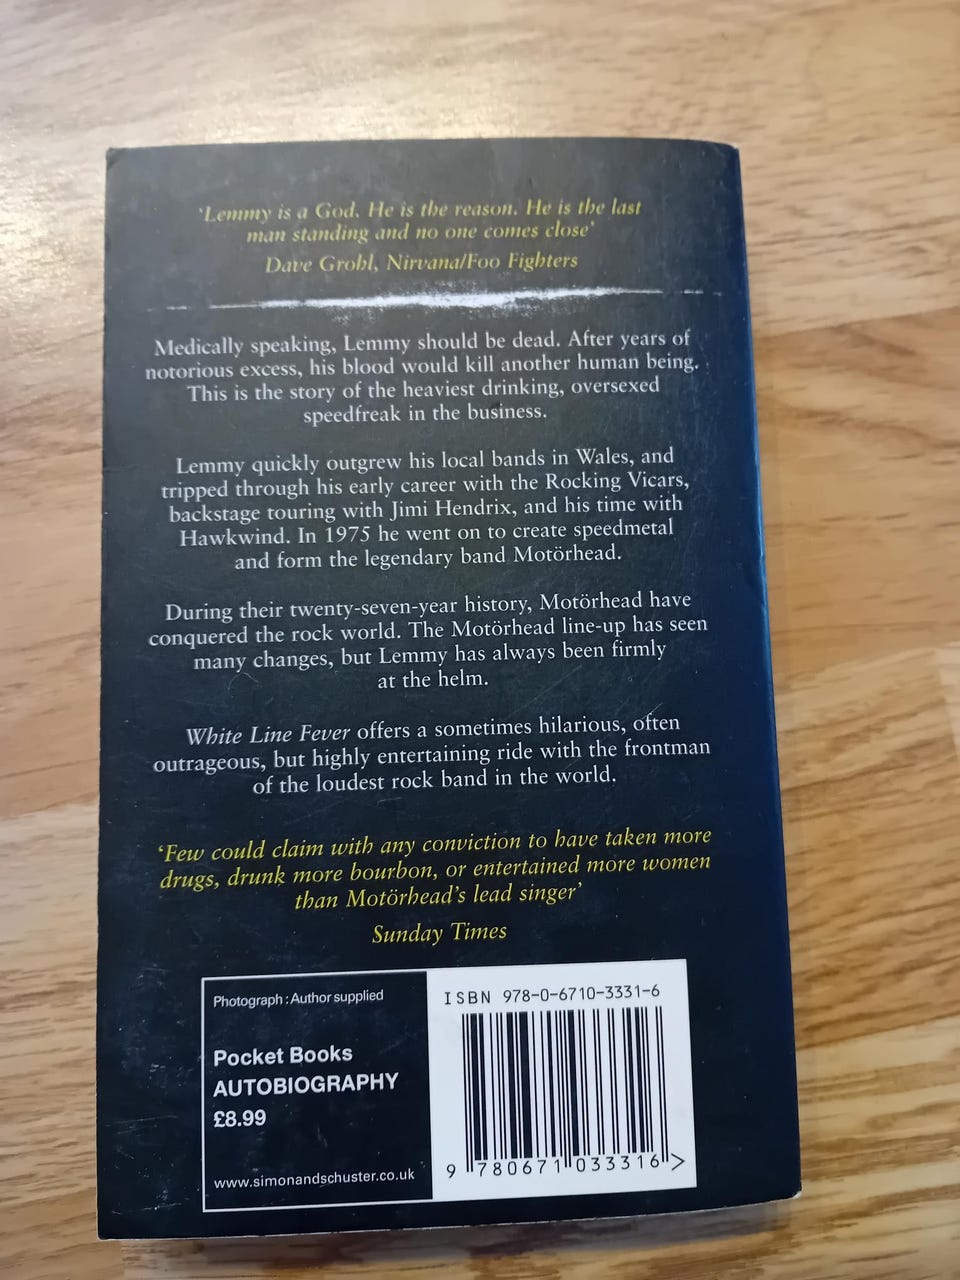 ‘Lemmy is a God. He is the reason. He is the last
man standing and no one comes close’
Dave Grohl, Nirvana/Foo Fighters
Medically speaking, Lemmy should be dead. After years of
notorious excess, his blood would kill another human being.
This is the story of the heaviest drinking, oversexed
speedfreak in the business.
Lemmy quickly outgrew his local bands in Wales, and
tripped through his early career with the Rocking Vicars,
backstage touring with Jimi Hendrix, and his time with
Hawkwind. In 1975 he went on to create speedmetal
and form the legendary band Motörhead.
During their twenty-seven-year history, Motörhead have
conquered the rock world. The Motörhead line-up has seen
many changes, but Lemmy has always been firmly
at the helm.
White Line Fever offers a sometimes hilarious, often
outrageous, but highly entertaining ride with the frontman
of the loudest rock band in the world.
‘Few could claim with any conviction to have taken more
drugs, drunk more bourbon, or entertained more women
than Motörhead’s lead singer’
Sunday Times
Photograph : Author supplied
Pocket Books
AUTOBIOGRAPHY
£8.99
www.simonandschuster.co.uk
ISBN 978-0-6710-3331-6
9 780671 033316 >